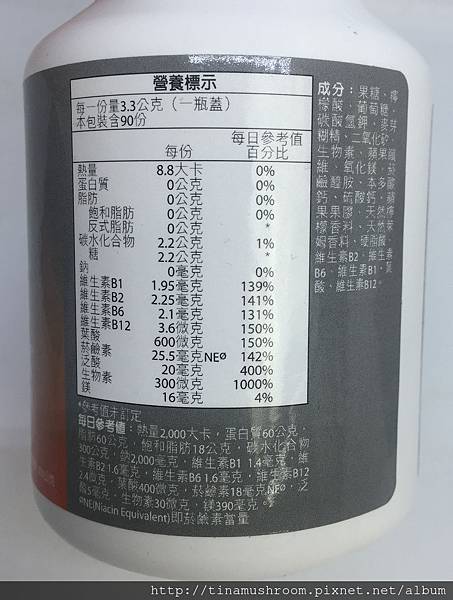 營養標示
每一份量3.3公克（一瓶蓋）
本包裝含90份
每份 每日參考值百分比
熱量 8.8大卡 0%
蛋白質 0公克 0%
脂肪 0公克 0%
飽和脂肪 0公克 0%
反式脂肪 0公克 *
碳水化合物 2.2公克 1%
糖 2.2公克 *
鈉 0毫克 0%
維生素B1 1.95毫克 139%
維生素B2 2.25毫克 141%
維生素B6 2.1毫克 131%
維生素B12 3.6微克 150%
葉酸 600微克 150%
菸鹼素 25.5毫克NEØ 142%
泛酸 20毫克 400%
生物素 300微克 1000%
鎂 16毫克 4%
*參考值未訂定
每日參考值：熱量2,000大卡，蛋白質60公克，
脂肪60公克，飽和脂肪18公克，碳水化合物
300公克，鈉2,000毫克，維生素B1 1.4毫克，維
生素B2 1.6毫克，維生素B6 1.6毫克，維生素B12
2.4微克，葉酸400微克，菸鹼素18毫克NEØ，泛
酸5毫克，生物素30微克，鎂390毫克。
ØNE(Niacin Equivalent)即菸鹼素當量
成分：果糖、檸
檬酸、葡萄糖、
碳酸氫鉀、麥芽
糊精、二氧化矽、
生物素、蘋果酸、
維、氧化鎂、菸
鹼醯胺、本多酸
鈣、硫酸鈣、蘋
果果膠、天然檸
檬香料、天然萊
姆香料、硬脂酸、
維生素B2、維生素
B6、維生素B1、葉
酸、維生素B12。
http://tinamushroom.pixnet.net/album